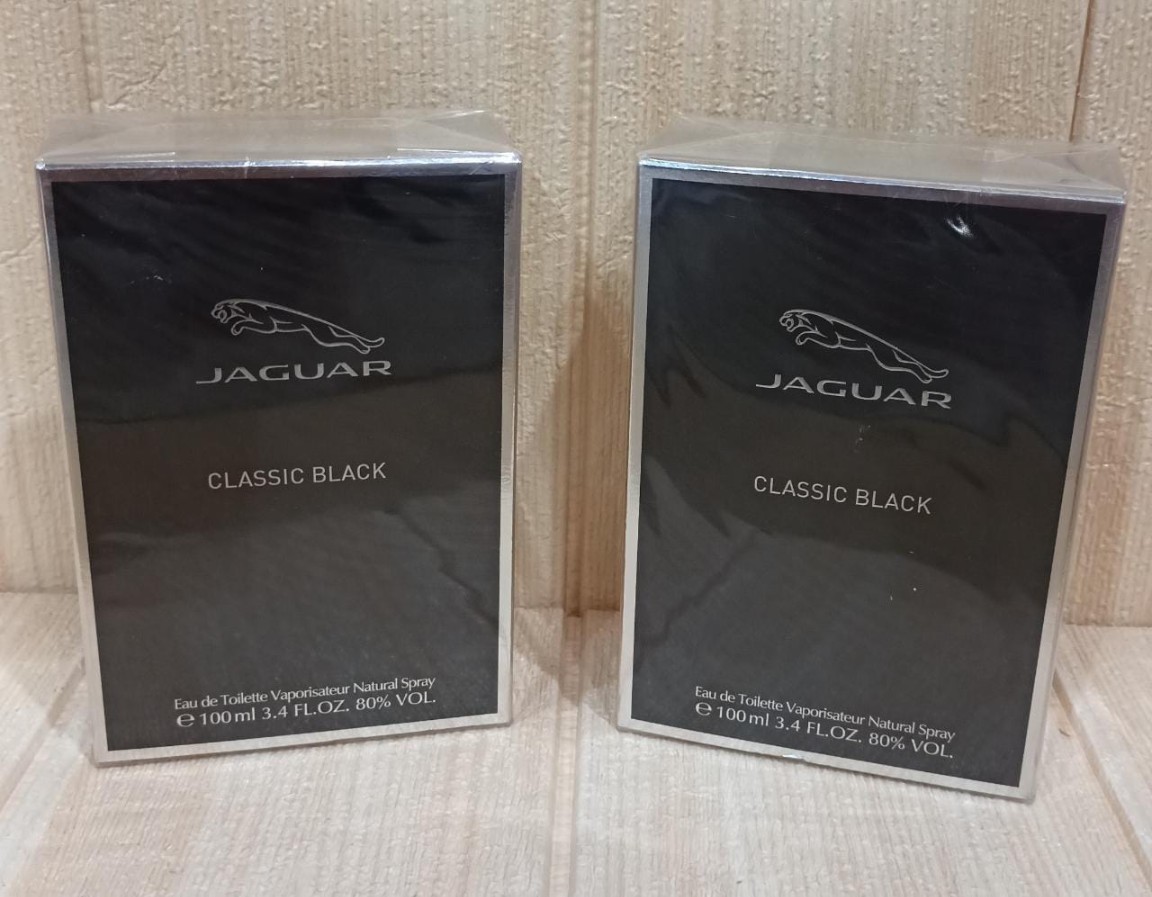 JAGUAR
CLASSIC BLACK
Eau de Toilette Vaporisateur Natural Spray
℮ 100 ml 3.4 FL.OZ. 80% VOL.
JAGUAR
CLASSIC BLACK
Eau de Toilette Vaporisateur Natural Spray
℮ 100 ml 3.4 FL.OZ. 80% VOL.